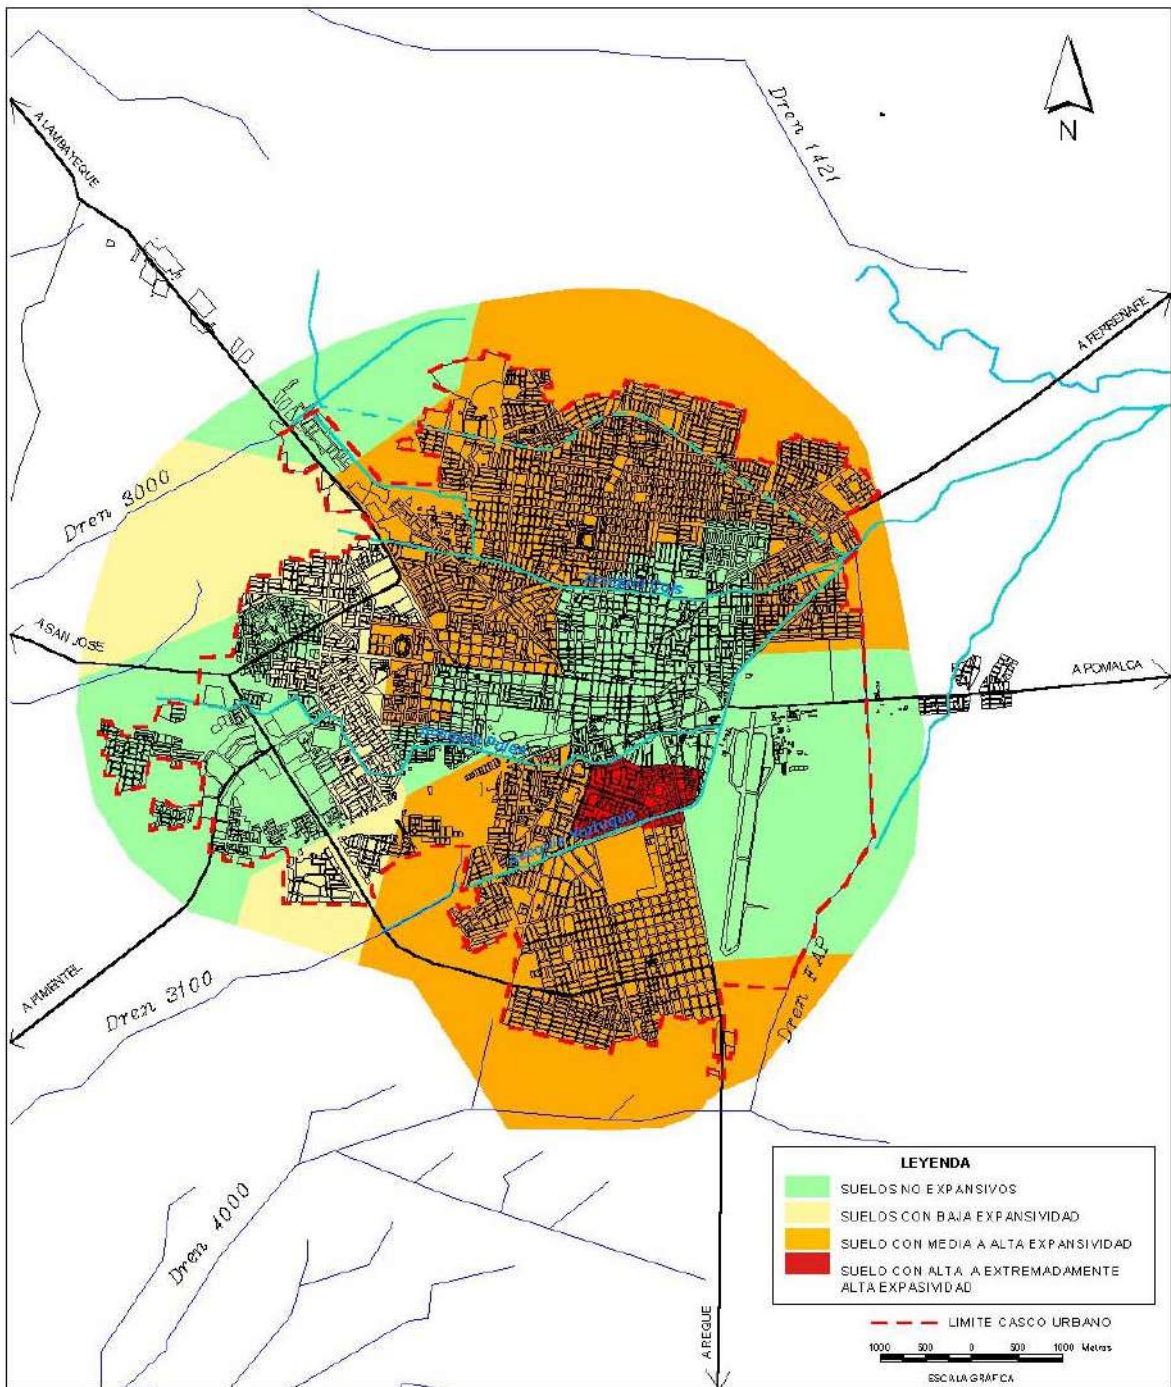 Dren 1421
N
A LAMBAYEQUE
A FERREÑAFE
Dren 3000
A SAN JOSE
A POMALCA
A PIMENTEL
Dren 3100
Dren FAP
Dren 4000
A REQUE
LEYENDA
SUELOS NO EXPANSIVOS
SUELOS CON BAJA EXPANSIVIDAD
SUELO CON MEDIA A ALTA EXPANSIVIDAD
SUELO CON ALTA A EXTREMADAMENTE
ALTA EXPASIVIDAD
LIMITE CASCO URBANO
1000 500 0 500 1000 Metros
ESCALA GRÁFICA